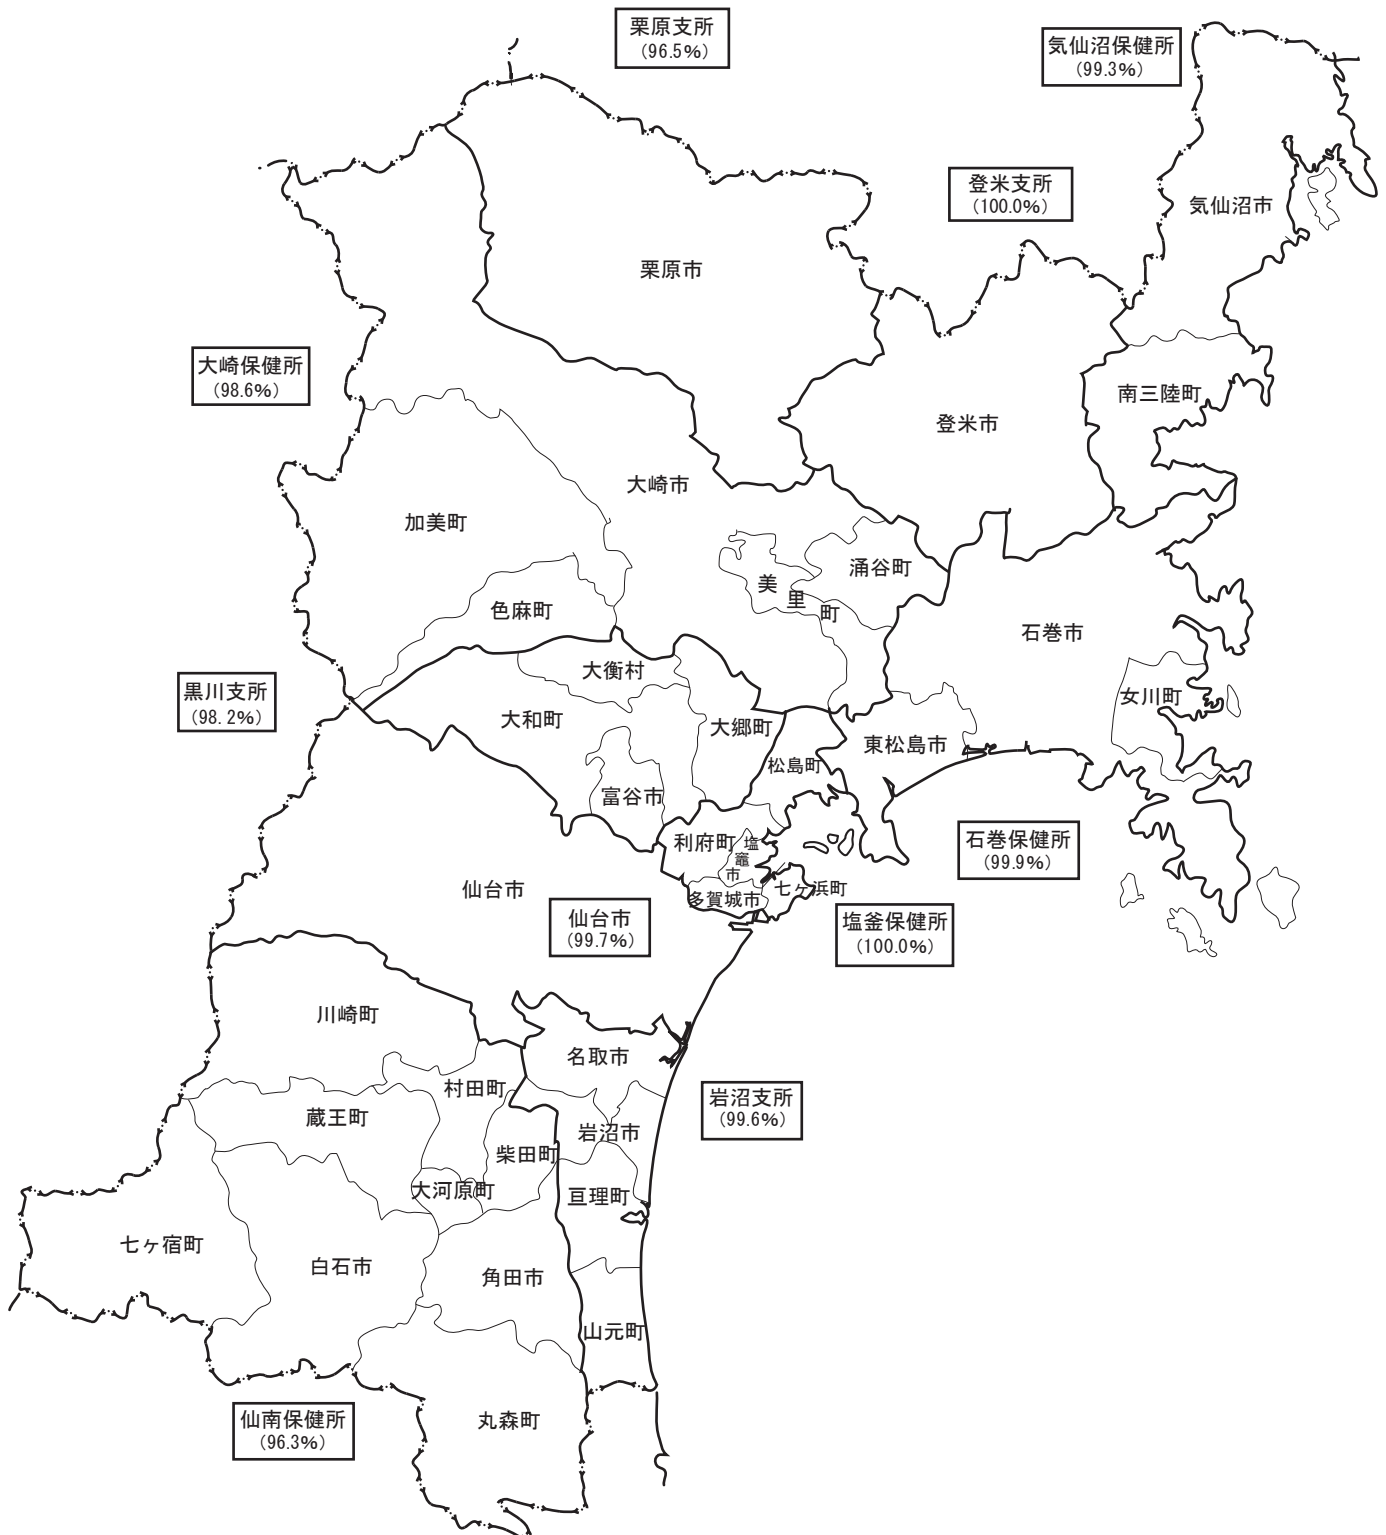 栗原支所
(96.5%)
気仙沼保健所
(99.3%)
登米支所
(100.0%)
気仙沼市
栗原市
大崎保健所
(98.6%)
南三陸町
登米市
大崎市
加美町
涌谷町
美里町
色麻町
石巻市
大衡村
黒川支所
(98.2%)
女川町
大和町
大郷町
東松島市
松島町
富谷市
利府町
塩竈市
石巻保健所
(99.9%)
仙台市
多賀城市
七ヶ浜町
仙台市
(99.7%)
塩釜保健所
(100.0%)
川崎町
名取市
村田町
岩沼支所
(99.6%)
蔵王町
岩沼市
柴田町
大河原町
亘理町
七ヶ宿町
白石市
角田市
山元町
仙南保健所
(96.3%)
丸森町